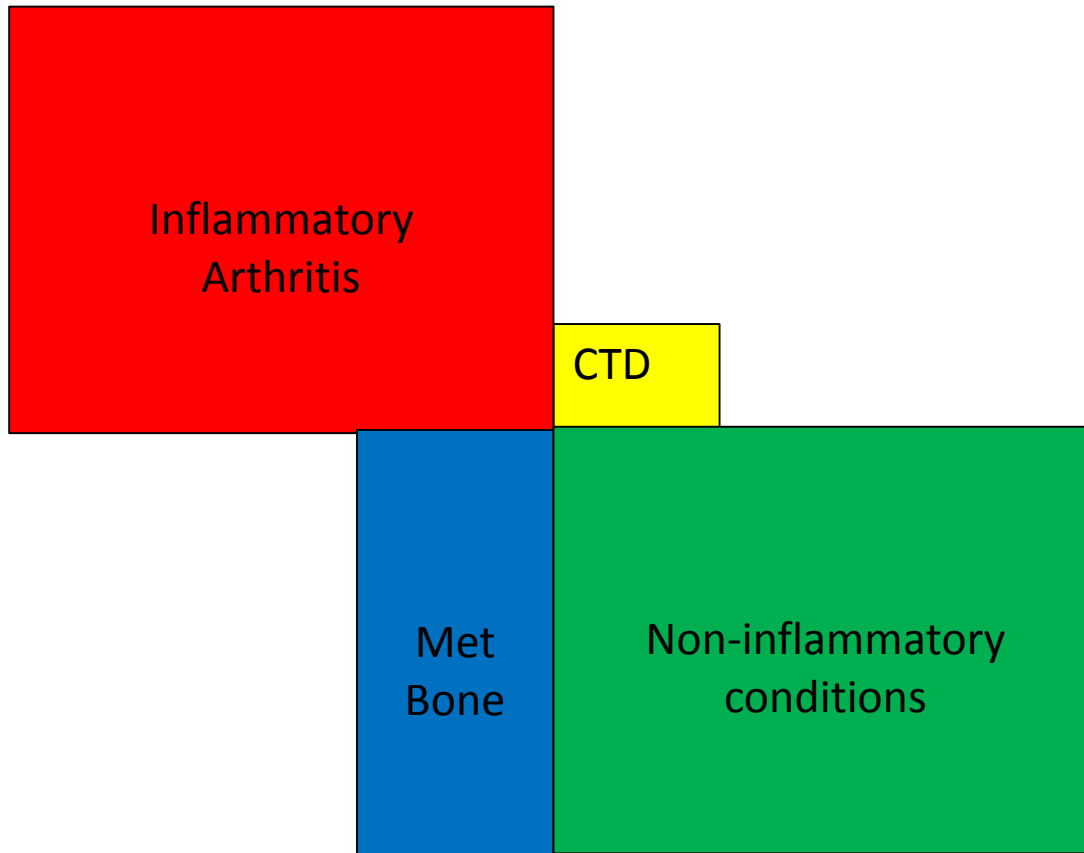 Inflammatory
Arthritis
CTD
Met
Bone
Non-inflammatory
conditions